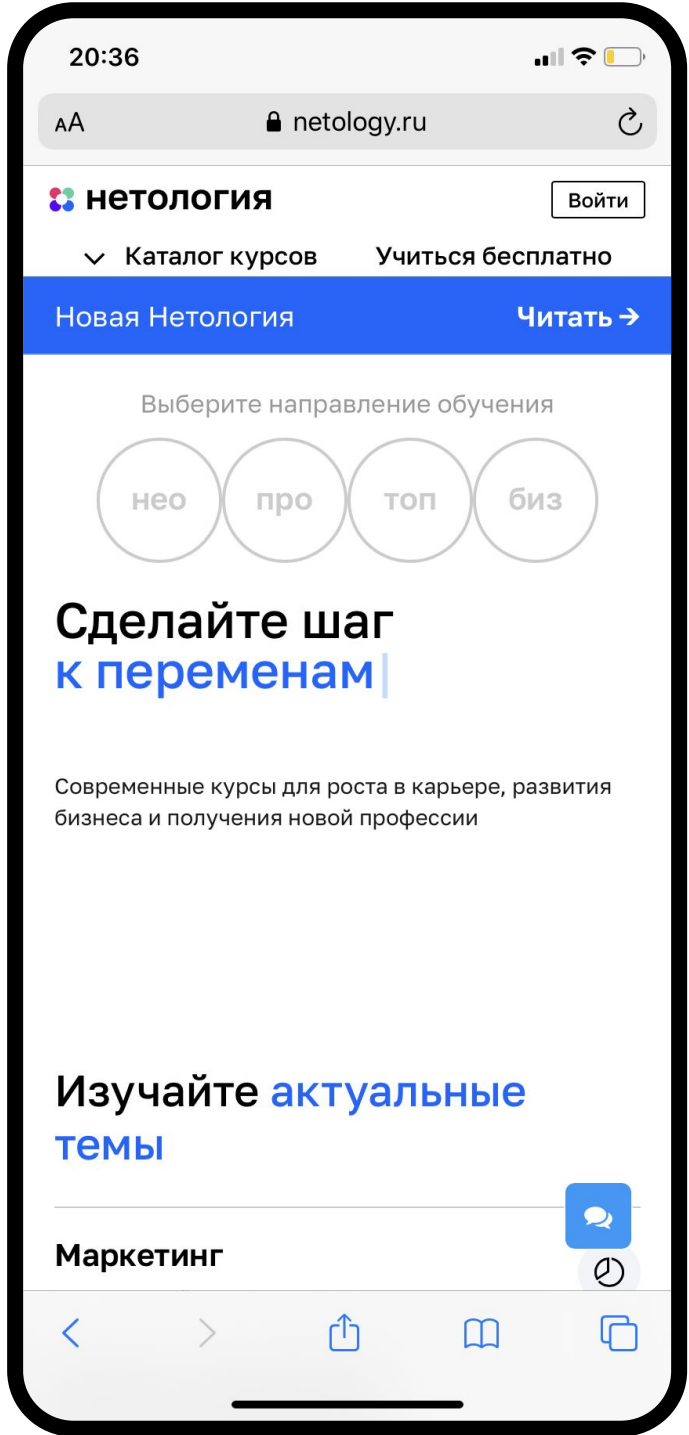 20:36
AA netology.ru
нетология Войти
Каталог курсов Учиться бесплатно
Новая Нетология Читать →
Выберите направление обучения
нео про топ биз
Сделайте шаг
к переменам
Современные курсы для роста в карьере, развития
бизнеса и получения новой профессии
Изучайте актуальные
темы
Маркетинг